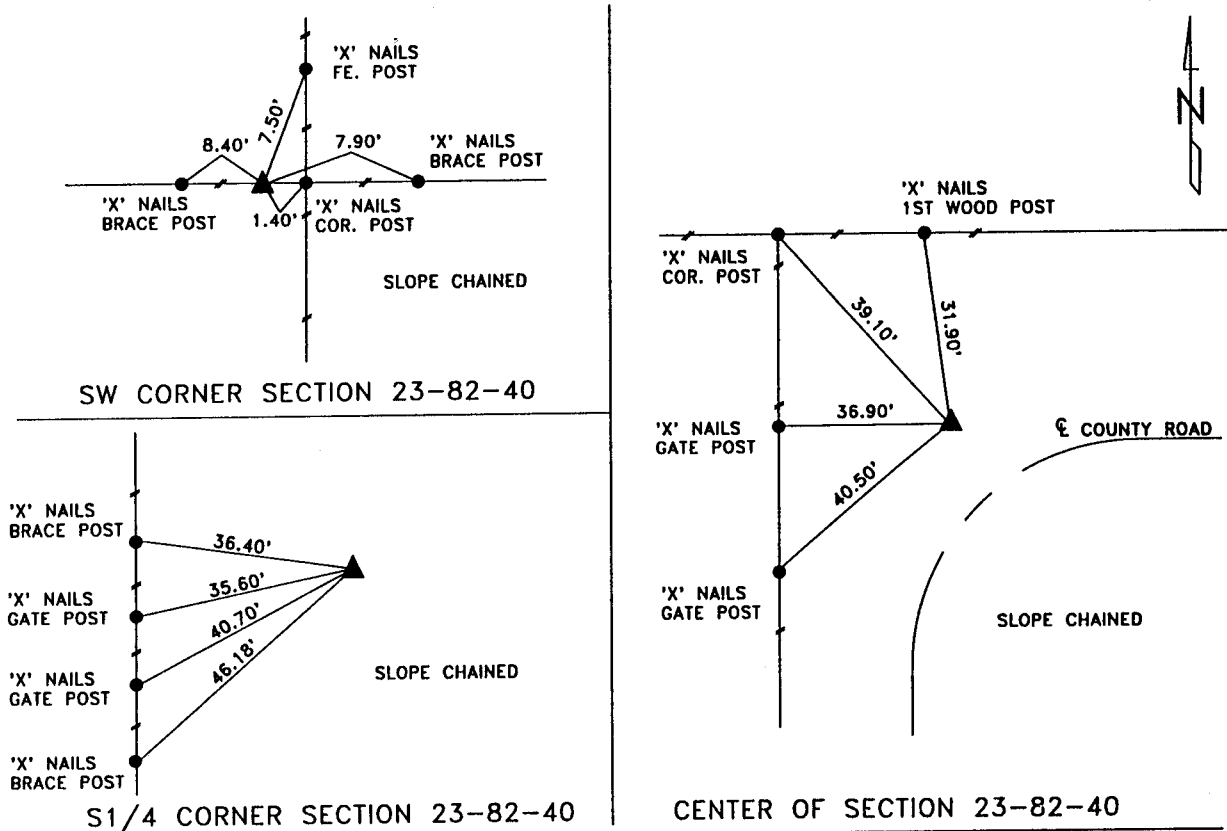 'X' NAILS
FE. POST
7.50'
8.40'
7.90'
'X' NAILS
BRACE POST
'X' NAILS
BRACE POST
1.40'
'X' NAILS
COR. POST
SLOPE CHAINED
SW CORNER SECTION 23-82-40
'X' NAILS
BRACE POST
36.40'
'X' NAILS
GATE POST
35.60'
40.70'
46.18'
'X' NAILS
GATE POST
SLOPE CHAINED
'X' NAILS
BRACE POST
S1/4 CORNER SECTION 23-82-40
N
'X' NAILS
1ST WOOD POST
'X' NAILS
COR. POST
39.10'
31.90'
36.90'
'X' NAILS
GATE POST
℄ COUNTY ROAD
40.50'
'X' NAILS
GATE POST
SLOPE CHAINED
CENTER OF SECTION 23-82-40